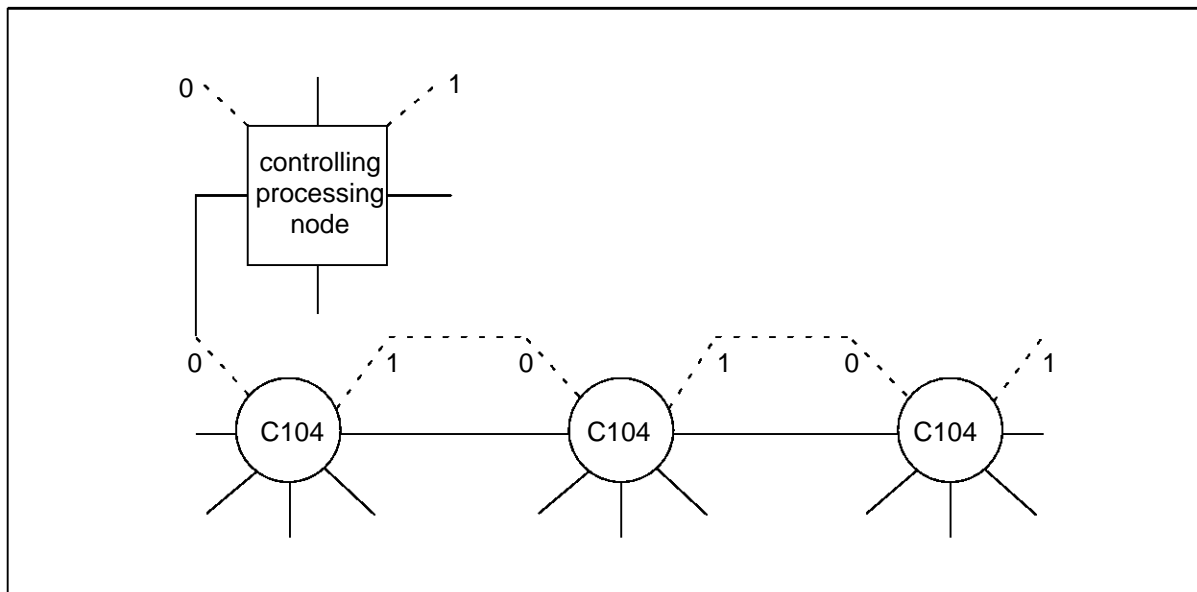 0 1
controlling
processing
node
0 1 0 1 0 1
C104 C104 C104